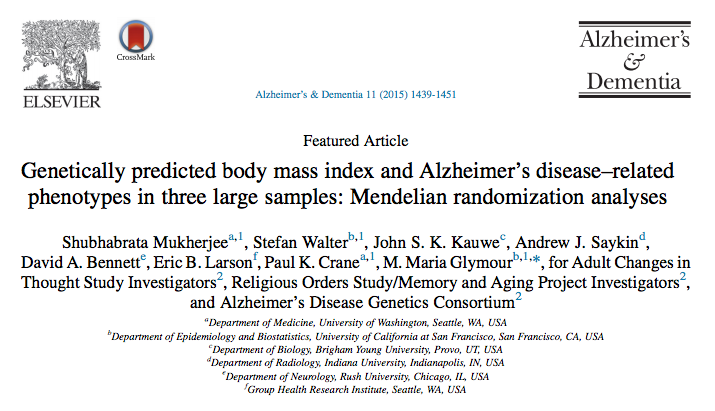 ELSEVIER
CrossMark
Alzheimer's & Dementia 11 (2015) 1439-1451
Alzheimer's
&
Dementia
Featured Article
Genetically predicted body mass index and Alzheimer's disease–related
phenotypes in three large samples: Mendelian randomization analyses
Shubhabrata Mukherjee^a,1, Stefan Walter^b,1, John S. K. Kauwe^c, Andrew J. Saykin^d,
David A. Bennett^e, Eric B. Larson^f, Paul K. Crane^a,1, M. Maria Glymour^b,1,*, for Adult Changes in
Thought Study Investigators^2, Religious Orders Study/Memory and Aging Project Investigators^2,
and Alzheimer's Disease Genetics Consortium^2
^aDepartment of Medicine, University of Washington, Seattle, WA, USA
^bDepartment of Epidemiology and Biostatistics, University of California at San Francisco, San Francisco, CA, USA
^cDepartment of Biology, Brigham Young University, Provo, UT, USA
^dDepartment of Radiology, Indiana University, Indianapolis, IN, USA
^eDepartment of Neurology, Rush University, Chicago, IL, USA
^fGroup Health Research Institute, Seattle, WA, USA